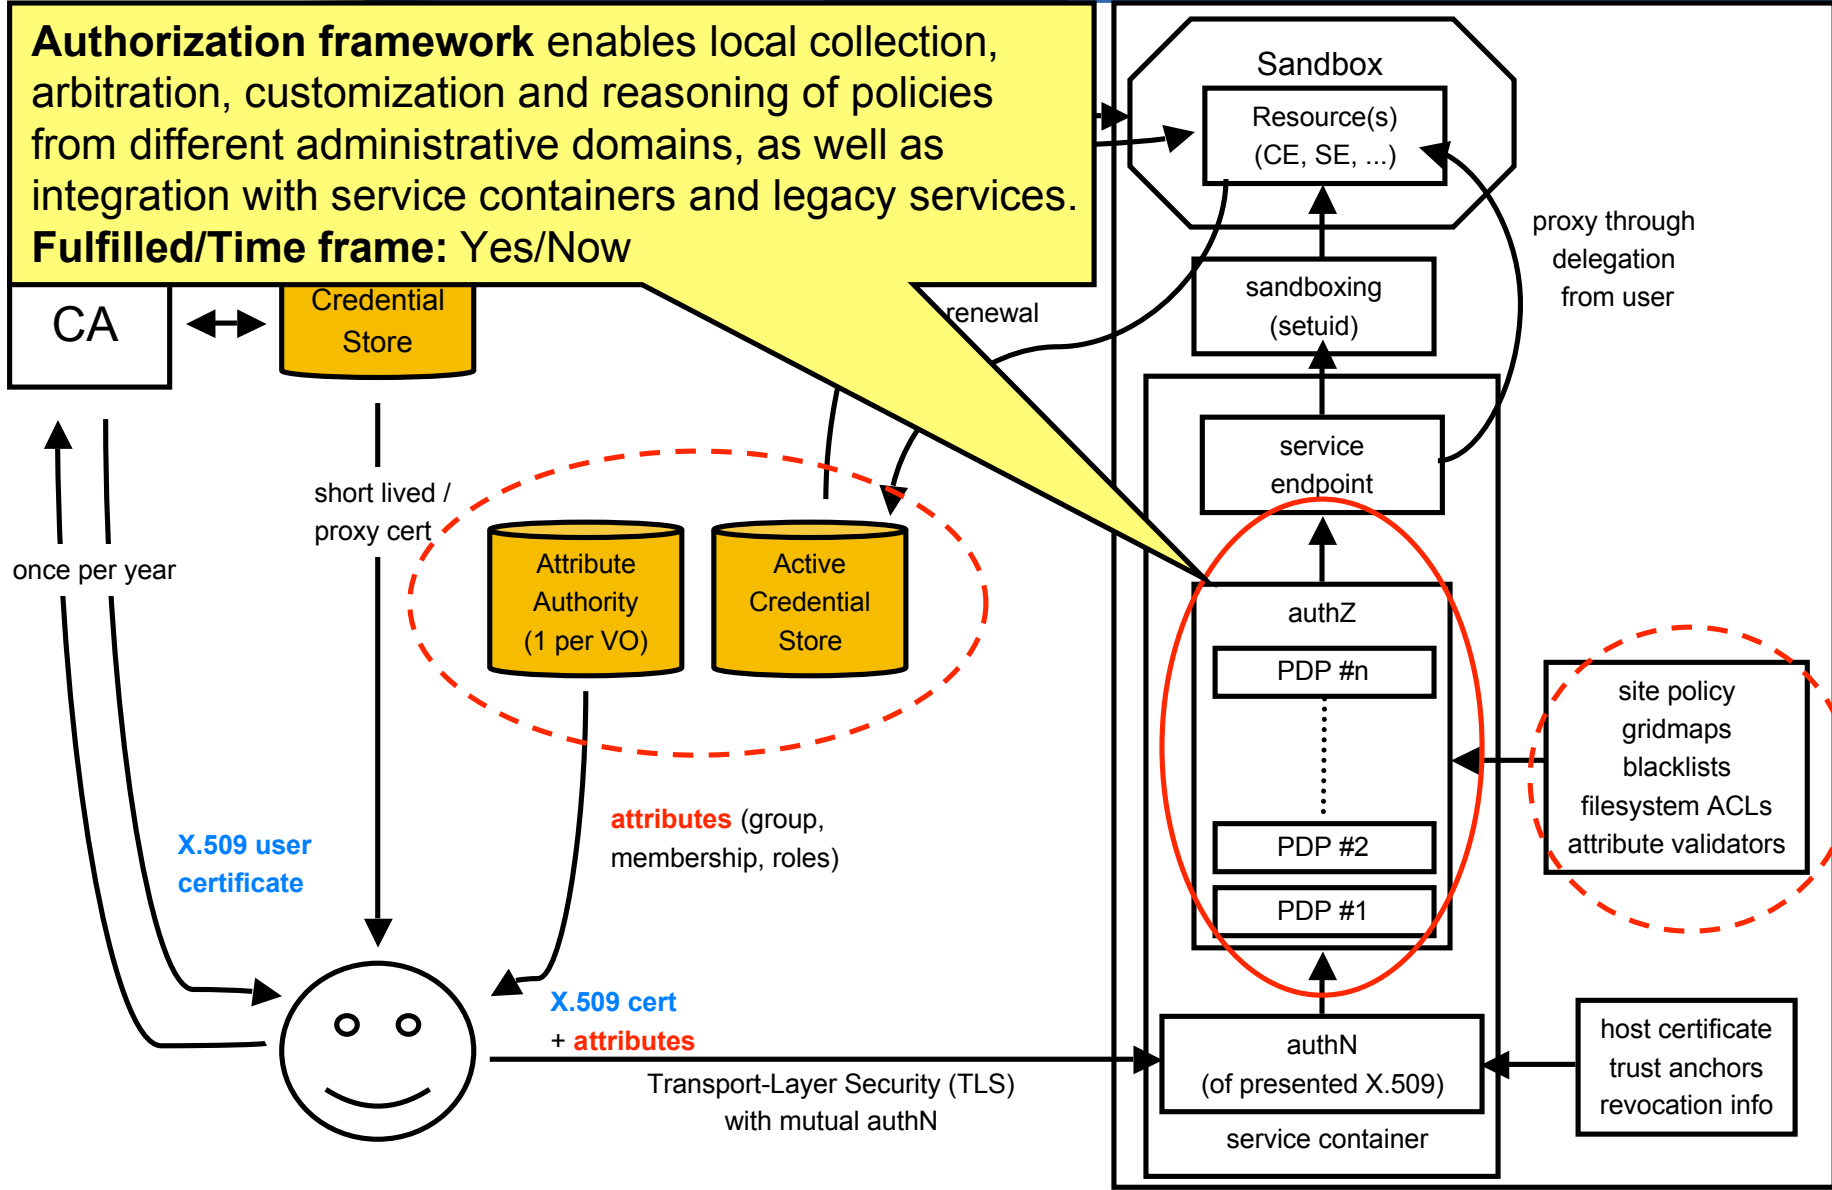 Authorization framework enables local collection,
arbitration, customization and reasoning of policies
from different administrative domains, as well as
integration with service containers and legacy services.
Fulfilled/Time frame: Yes/Now
Sandbox
Resource(s)
(CE, SE, ...)
proxy through
delegation
from user
sandboxing
(setuid)
renewal
CA
Credential
Store
service
endpoint
short lived /
proxy cert
once per year
Attribute
Authority
(1 per VO)
Active
Credential
Store
authZ
PDP #n
PDP #2
PDP #1
site policy
gridmaps
blacklists
filesystem ACLs
attribute validators
attributes (group,
membership, roles)
X.509 user
certificate
X.509 cert
+ attributes
Transport-Layer Security (TLS)
with mutual authN
authN
(of presented X.509)
service container
host certificate
trust anchors
revocation info